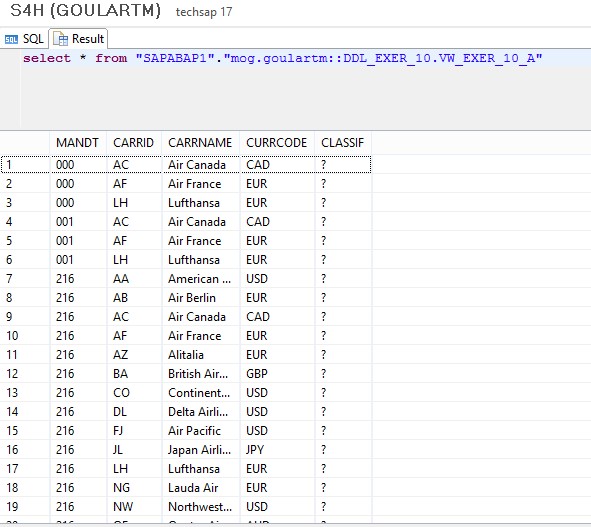 S4H (GOULARTM) techsap 17
SQL Result
select * from "SAPABAP1"."mog.goulartm::DDL_EXER_10.VW_EXER_10_A"
MANDT CARRID CARRNAME CURRCODE CLASSIF
1 000 AC Air Canada CAD ?
2 000 AF Air France EUR ?
3 000 LH Lufthansa EUR ?
4 001 AC Air Canada CAD ?
5 001 AF Air France EUR ?
6 001 LH Lufthansa EUR ?
7 216 AA American ... USD ?
8 216 AB Air Berlin EUR ?
9 216 AC Air Canada CAD ?
10 216 AF Air France EUR ?
11 216 AZ Alitalia EUR ?
12 216 BA British Air... GBP ?
13 216 CO Continent... USD ?
14 216 DL Delta Airli... USD ?
15 216 FJ Air Pacific USD ?
16 216 JL Japan Airli... JPY ?
17 216 LH Lufthansa EUR ?
18 216 NG Lauda Air EUR ?
19 216 NW Northwest... USD ?